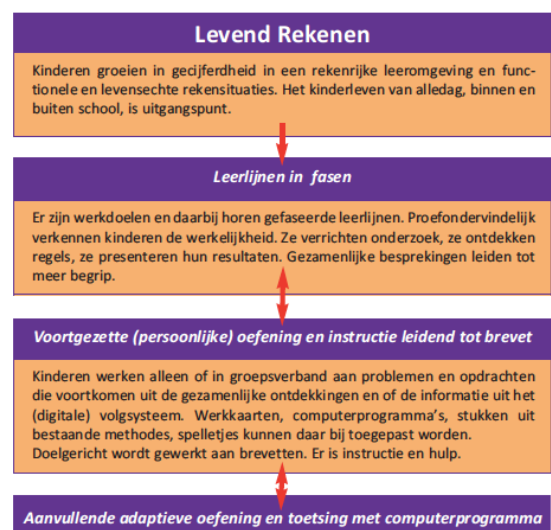 Levend Rekenen
Kinderen groeien in gecijferdheid in een rekenrijke leeromgeving en func-
tionele en levensechte rekensituaties. Het kinderleven van alledag, binnen en
buiten school, is uitgangspunt.
Leerlijnen in fasen
Er zijn werkdoelen en daarbij horen gefaseerde leerlijnen. Proefondervindelijk
verkennen kinderen de werkelijkheid. Ze verrichten onderzoek, ze ontdekken
regels, ze presenteren hun resultaten. Gezamenlijke besprekingen leiden tot
meer begrip.
Voortgezette (persoonlijke) oefening en instructie leidend tot brevet
Kinderen werken alleen of in groepsverband aan problemen en opdrachten
die voortkomen uit de gezamenlijke ontdekkingen en of de informatie uit het
(digitale) volgsysteem. Werkkaarten, computerprogramma's, stukken uit
bestaande methodes, spelletjes kunnen daar bij toegepast worden.
Doelgericht wordt gewerkt aan brevetten. Er is instructie en hulp.
Aanvullende adaptieve oefening en toetsing met computerprogramma